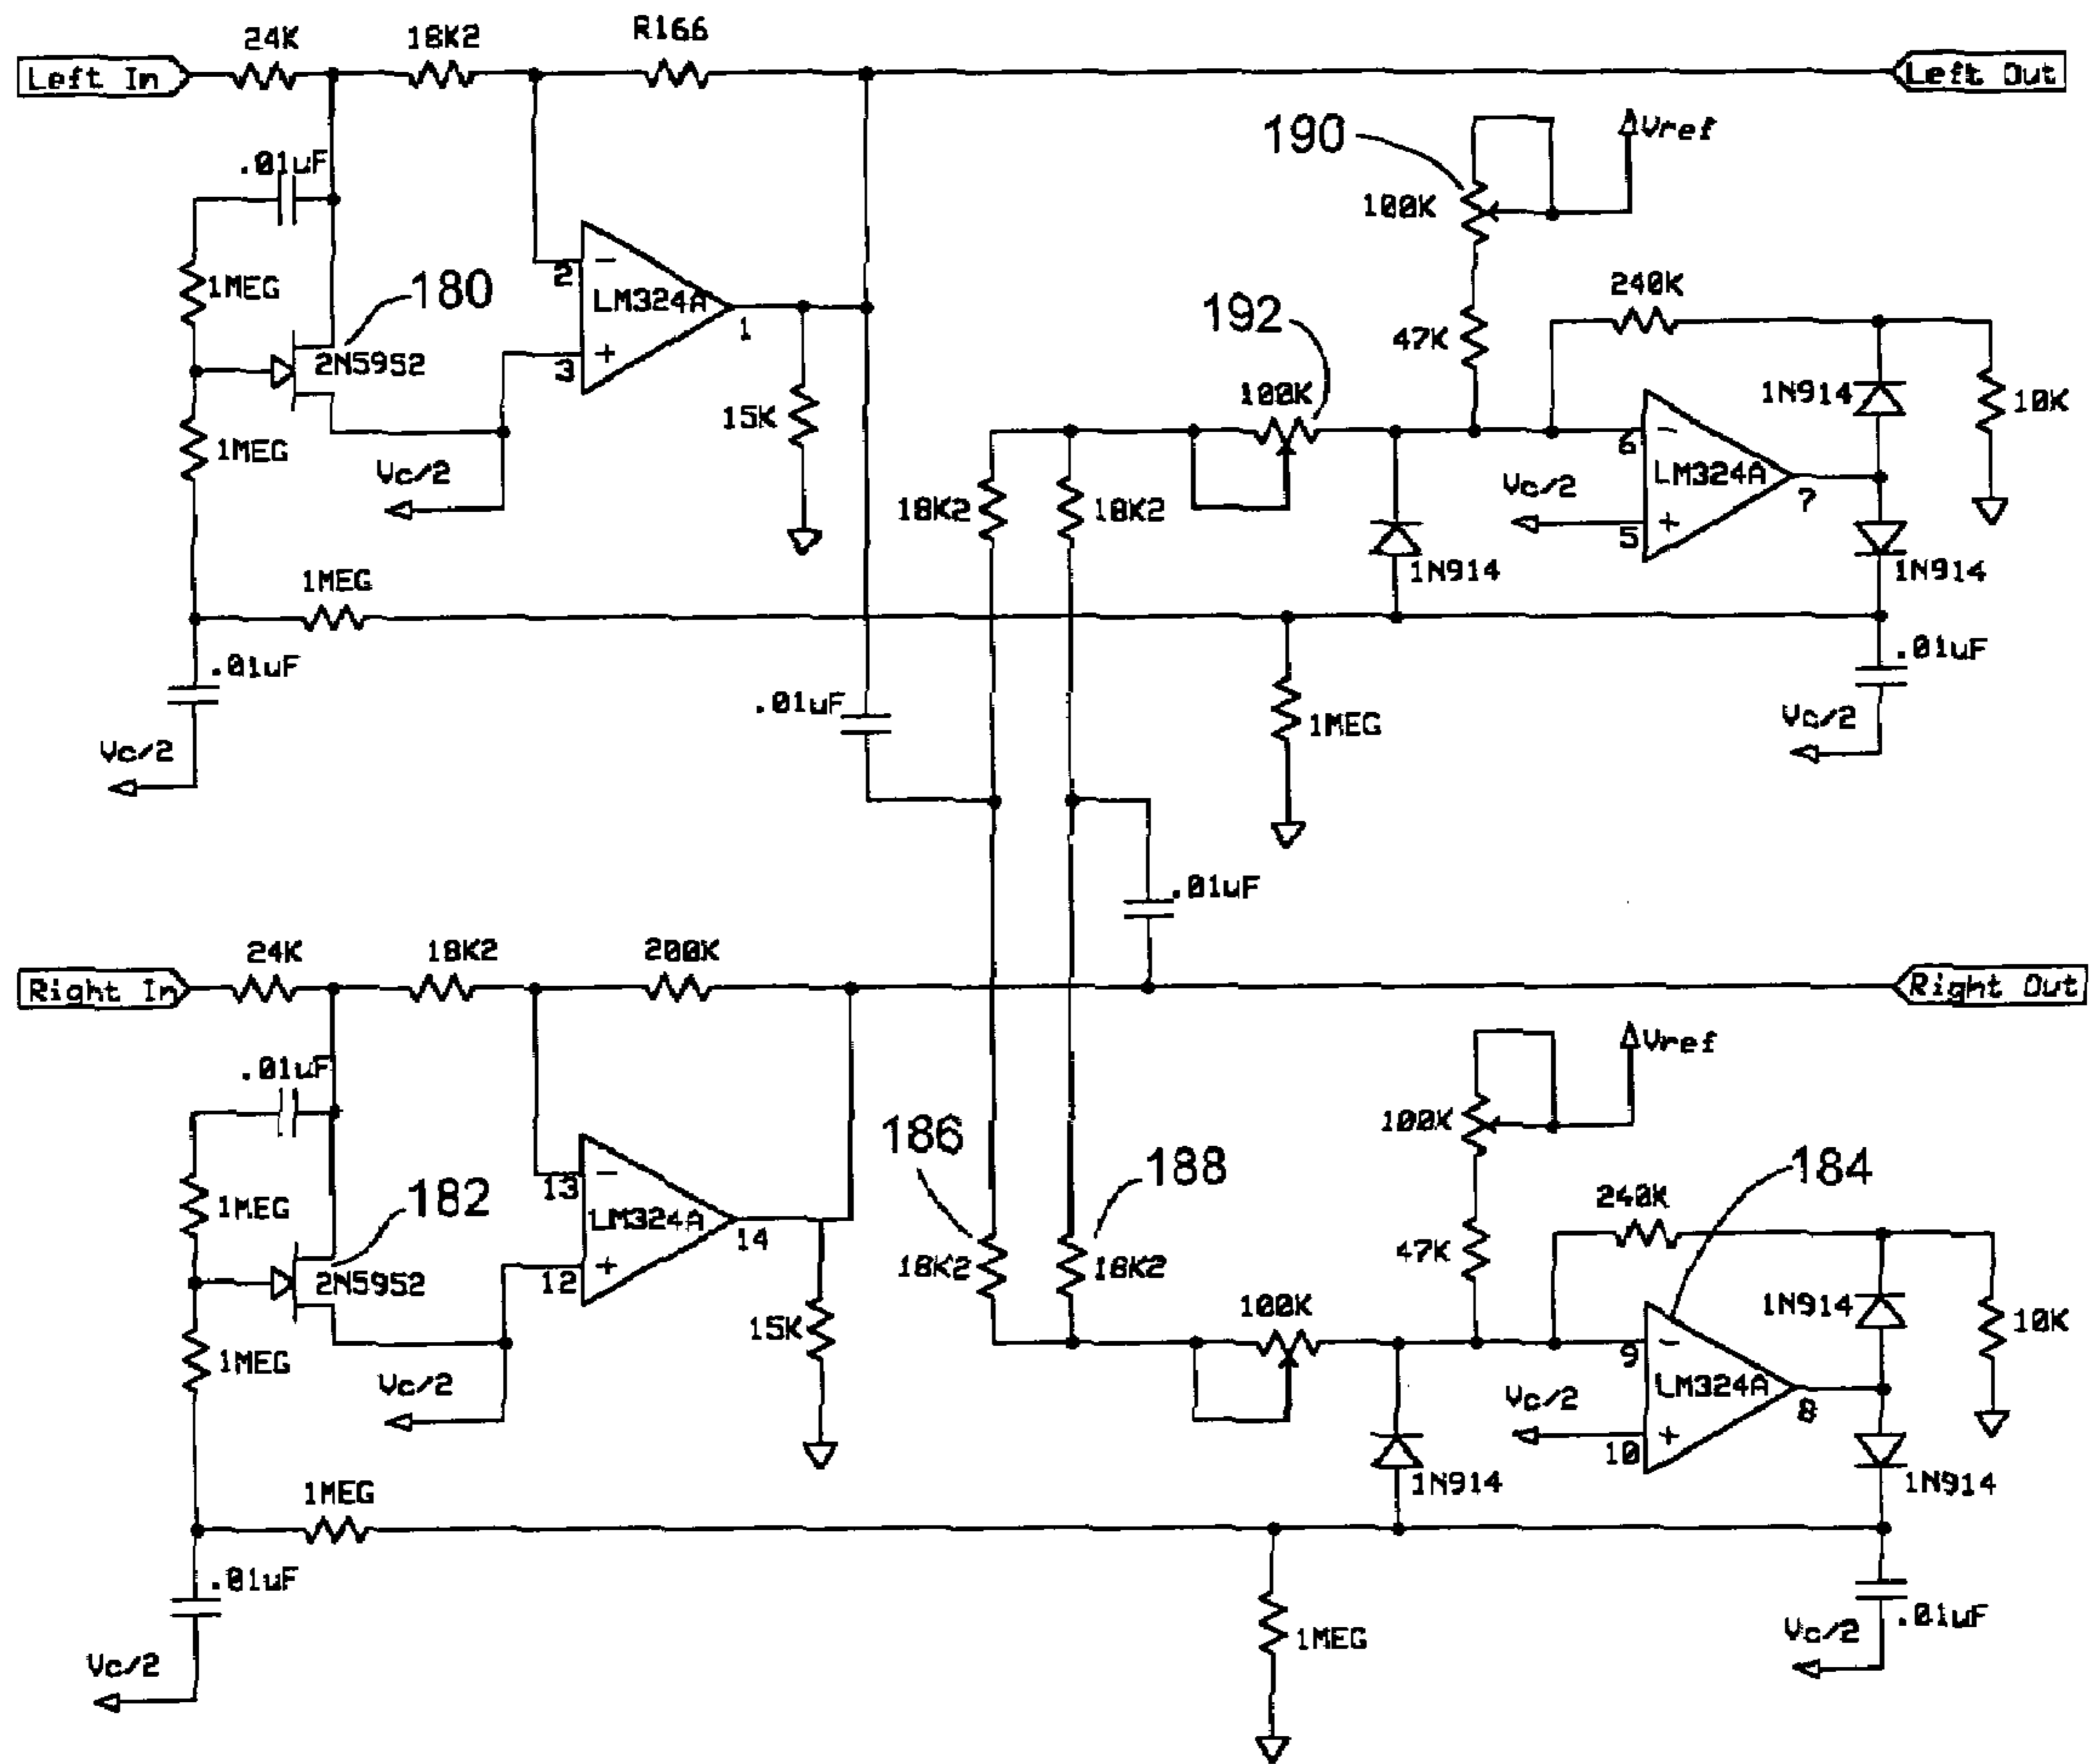 24K
18K2
R166
Left In
Left Out
190
Vref
.01uF
100K
1MEG
180
2
LM324A
1
192
240K
2N5952
3
47K
1N914
10K
1MEG
15K
100K
6
LM324A
7
Vc/2
18K2
18K2
Vc/2
5
1N914
1N914
1MEG
.01uF
.01uF
.01uF
1MEG
Vc/2
Vc/2
.01uF
24K
18K2
200K
Right In
Right Out
Vref
.01uF
100K
186
188
184
1MEG
182
13
LM324A
14
240K
2N5952
12
18K2
18K2
47K
1N914
10K
1MEG
15K
100K
9
LM324A
8
Vc/2
Vc/2
10
1N914
1N914
1MEG
.01uF
.01uF
1MEG
Vc/2
Vc/2